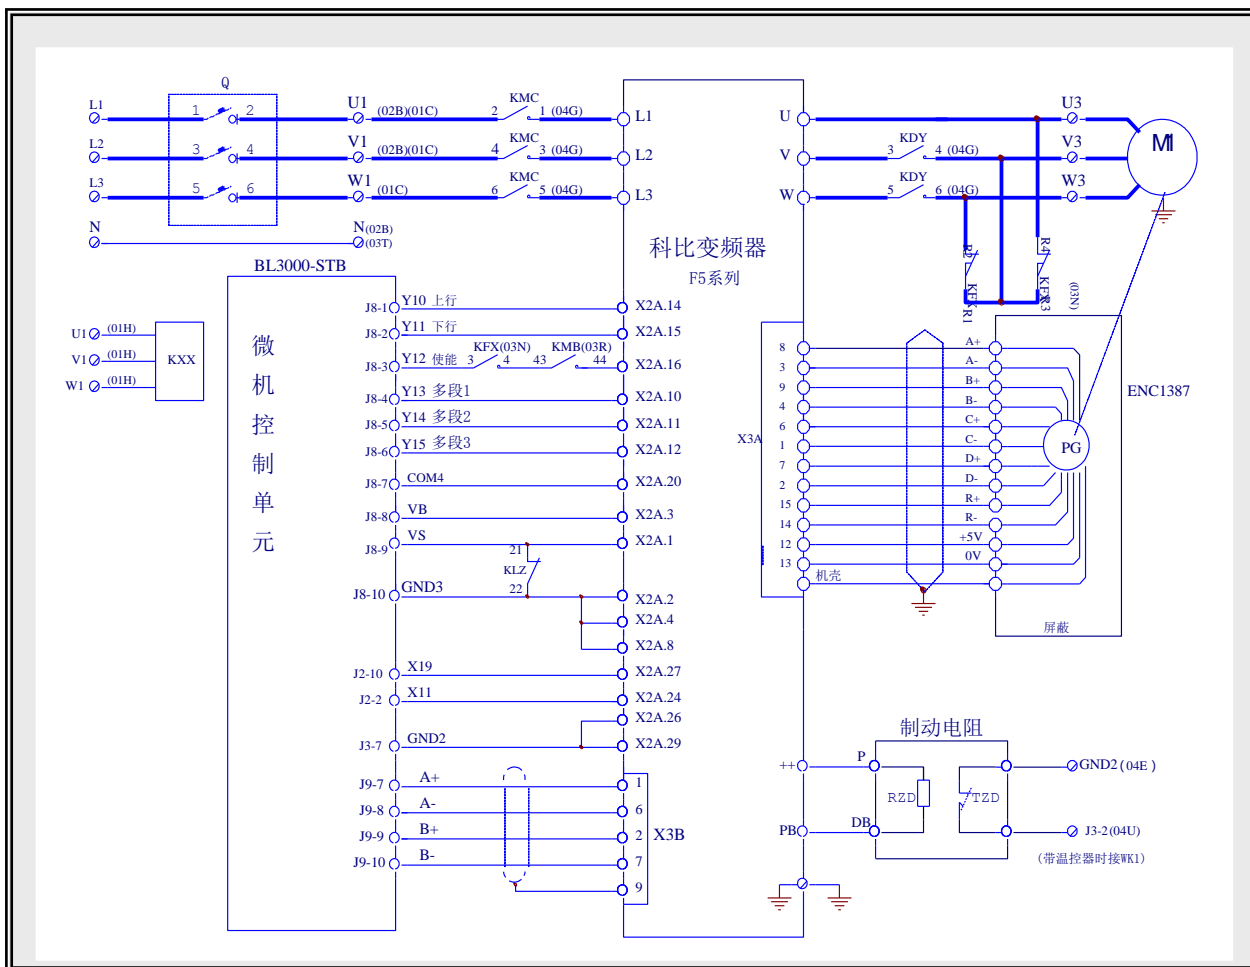 Q
L1 1 2 U1 (02B)(01C) 2 KMC 1 (04G) L1
L2 3 4 V1 (02B)(01C) 4 KMC 3 (04G) L2
L3 5 6 W1 (01C) 6 KMC 5 (04G) L3
N N(02B)
(03T)
U U3
V 3 KDY 4 (04G) V3
W 5 KDY 6 (04G) W3
M1
科比变频器
F5系列
R2 KFX R1
R4 KFX R3
(03N)
BL3000-STB
微机控制单元
U1 (01H)
V1 (01H)
W1 (01H)
KXX
J8-1 Y10 上行 X2A.14
J8-2 Y11 下行 X2A.15
J8-3 Y12 使能 3 KFX(03N) 4 43 KMB(03R) 44 X2A.16
J8-4 Y13 多段1 X2A.10
J8-5 Y14 多段2 X2A.11
J8-6 Y15 多段3 X2A.12
J8-7 COM4 X2A.20
J8-8 VB X2A.3
J8-9 VS X2A.1
21
KLZ
22
J8-10 GND3 X2A.2
X2A.4
X2A.8
J2-10 X19 X2A.27
J2-2 X11 X2A.24
X2A.26
J3-7 GND2 X2A.29
J9-7 A+ 1
J9-8 A- 6
J9-9 B+ 2
J9-10 B- 7
9
X3B
X3A
8 A+
3 A-
9 B+
4 B-
6 C+
1 C-
7 D+
2 D-
15 R+
14 R-
12 +5V
13 0V
机壳
ENC1387
PG
屏蔽
制动电阻
++ P GND2(04E)
RZD TZD
PB DB J3-2(04U)
(带温控器时接WK1)